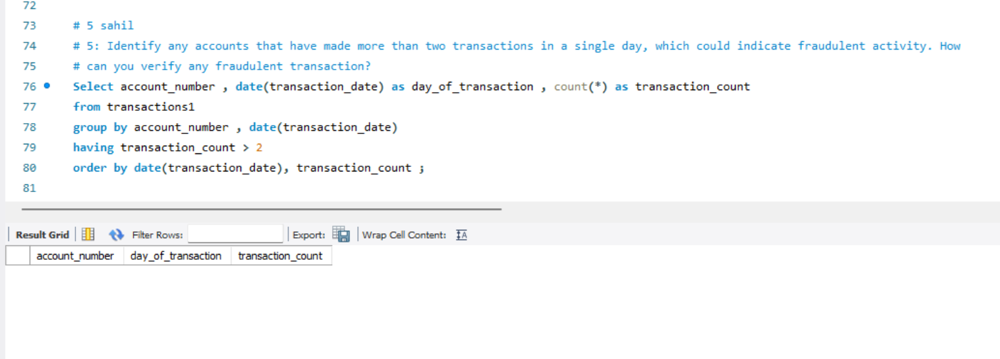 72
73 # 5 sahil
74 # 5: Identify any accounts that have made more than two transactions in a single day, which could indicate fraudulent activity. How
75 # can you verify any fraudulent transaction?
76 Select account_number , date(transaction_date) as day_of_transaction , count(*) as transaction_count
77 from transactions1
78 group by account_number , date(transaction_date)
79 having transaction_count > 2
80 order by date(transaction_date), transaction_count ;
81
Result Grid Filter Rows: Export: Wrap Cell Content: IA
account_number day_of_transaction transaction_count